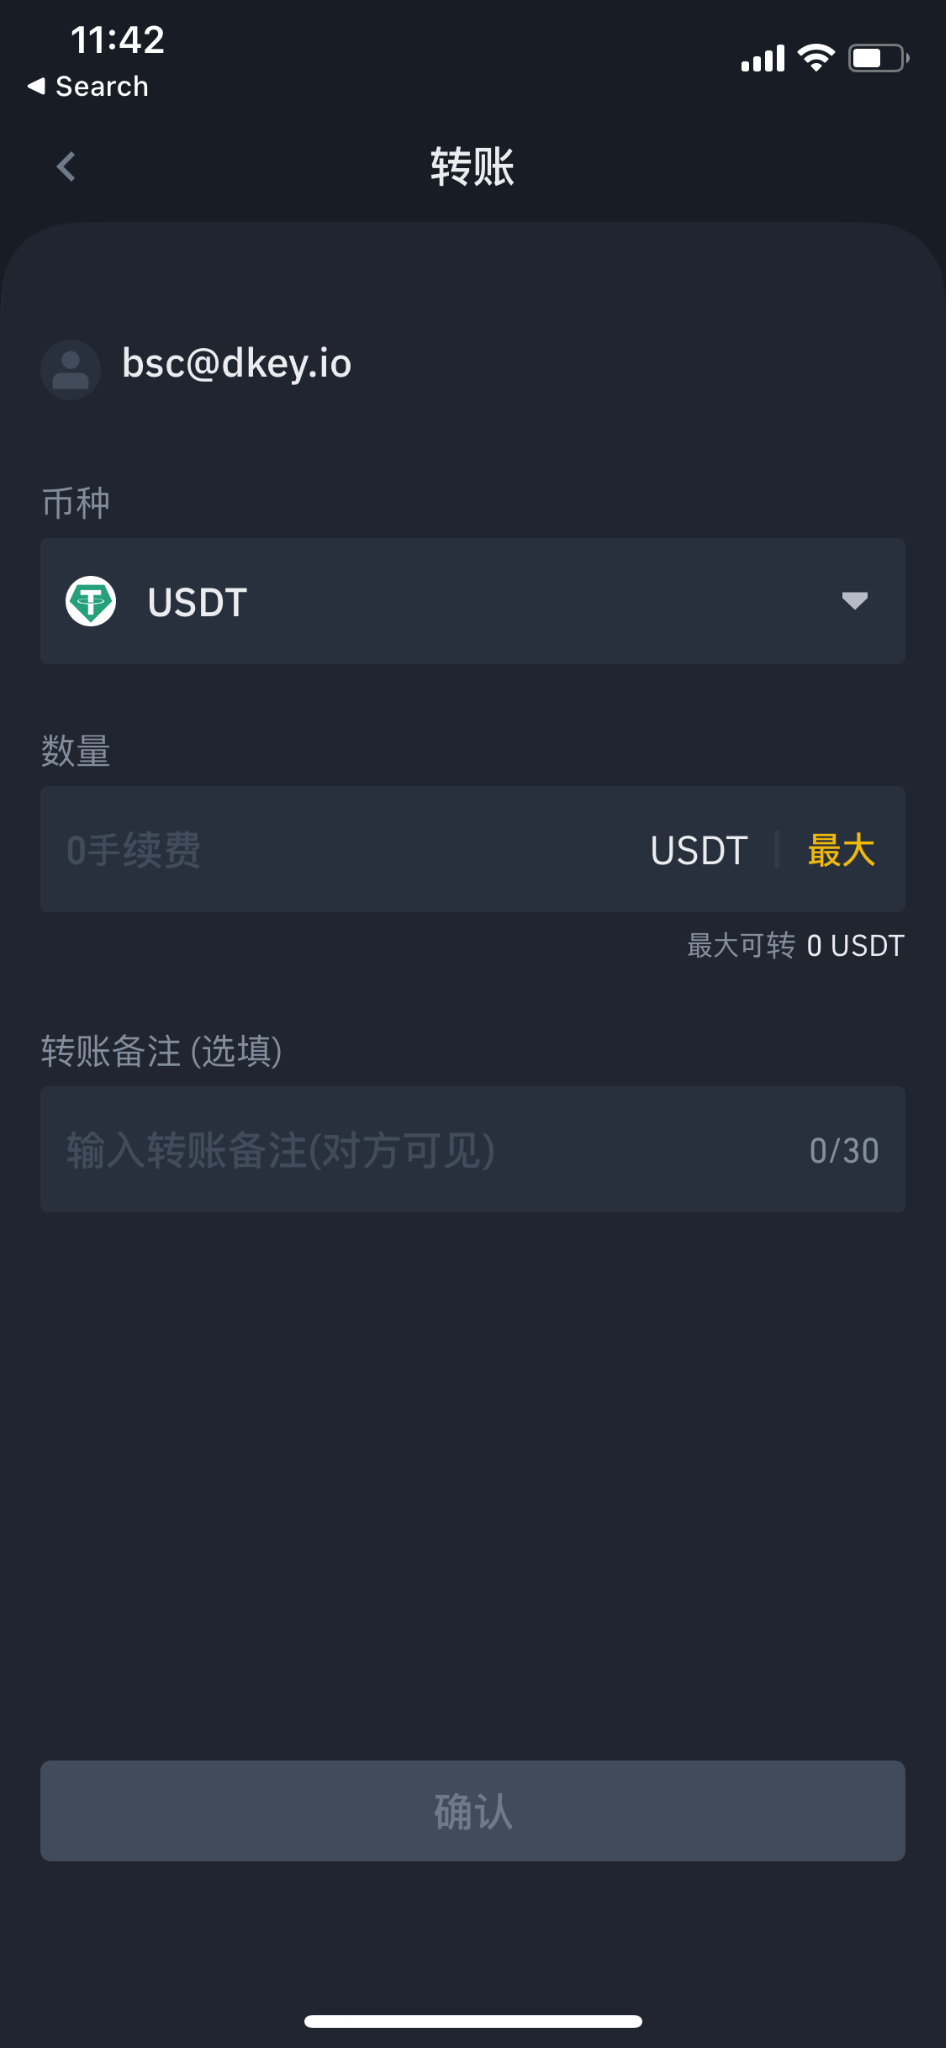 11:42
Search
转账
bsc@dkey.io
币种
USDT
数量
0手续费 USDT 最大
最大可转 0 USDT
转账备注 (选填)
输入转账备注(对方可见) 0/30
确认